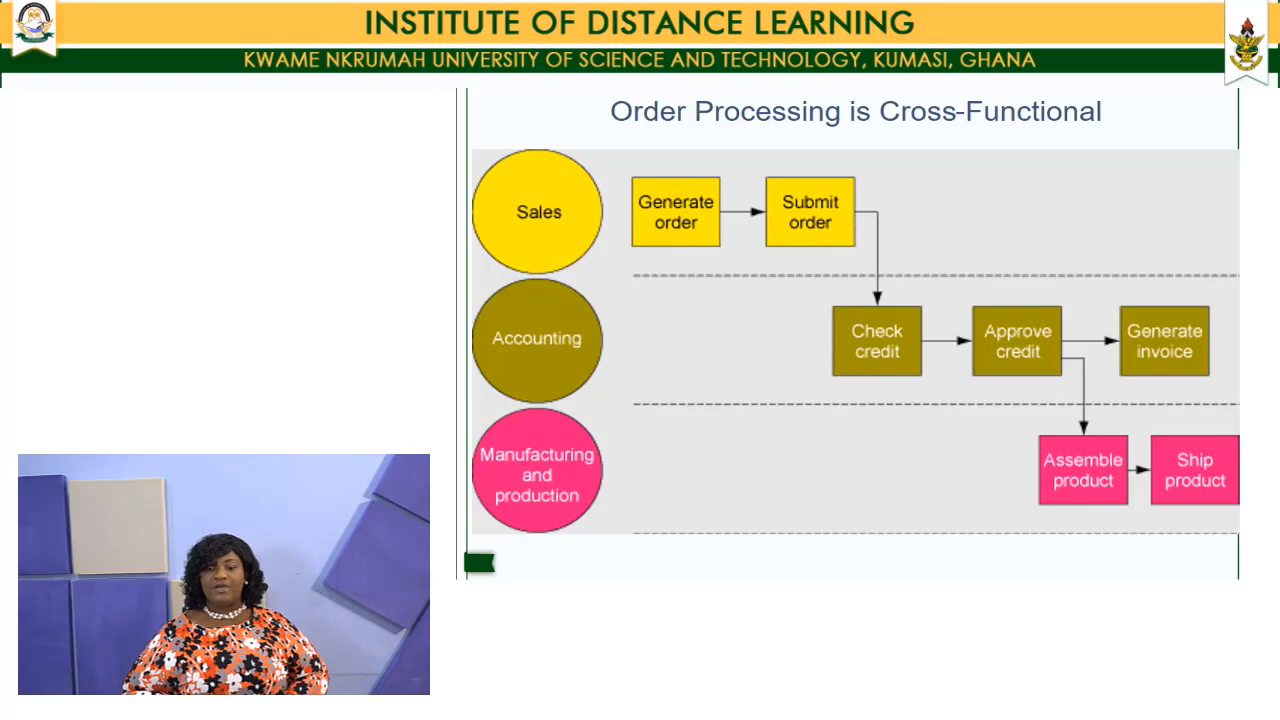 INSTITUTE OF DISTANCE LEARNING
KWAME NKRUMAH UNIVERSITY OF SCIENCE AND TECHNOLOGY, KUMASI, GHANA
Order Processing is Cross-Functional
Sales
Generate
order
Submit
order
Accounting
Check
credit
Approve
credit
Generate
invoice
Manufacturing
and
production
Assemble
product
Ship
product